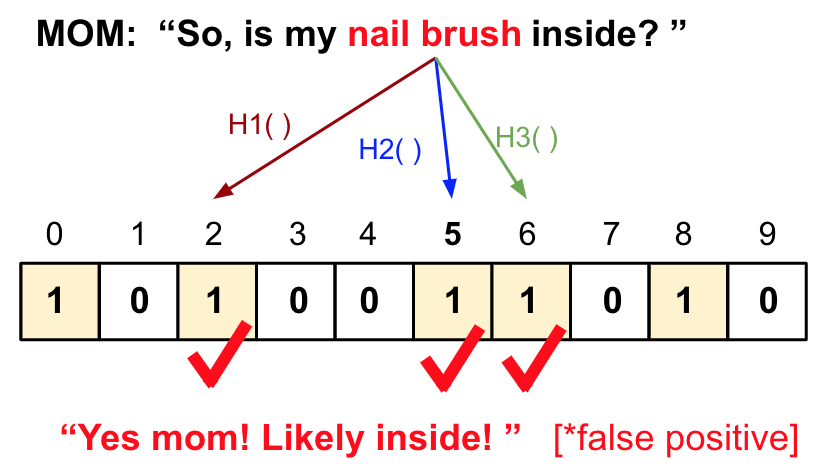 MOM:  “So, is my nail brush inside? ”
H1( )
H2( )
H3( )
0 1 2 3 4 5 6 7 8 9
1 0 1 0 0 1 1 0 1 0
“Yes mom! Likely inside! ”   [*false positive]